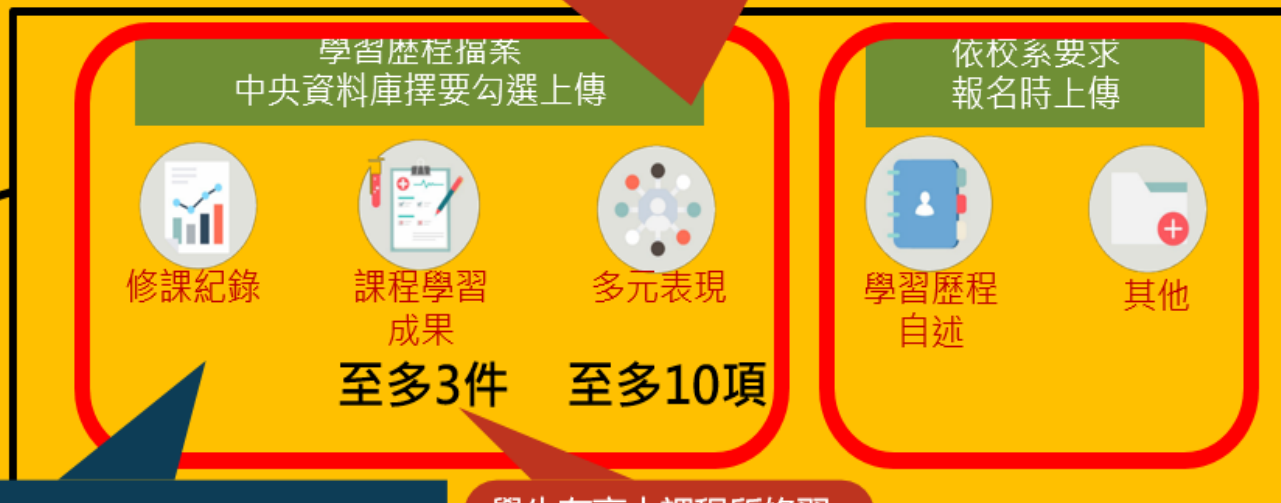 學習歷程檔案
中央資料庫擇要勾選上傳
依校系要求
報名時上傳
修課紀錄
課程學習
成果
多元表現
學習歷程
自述
其他
至多3件
至多10項